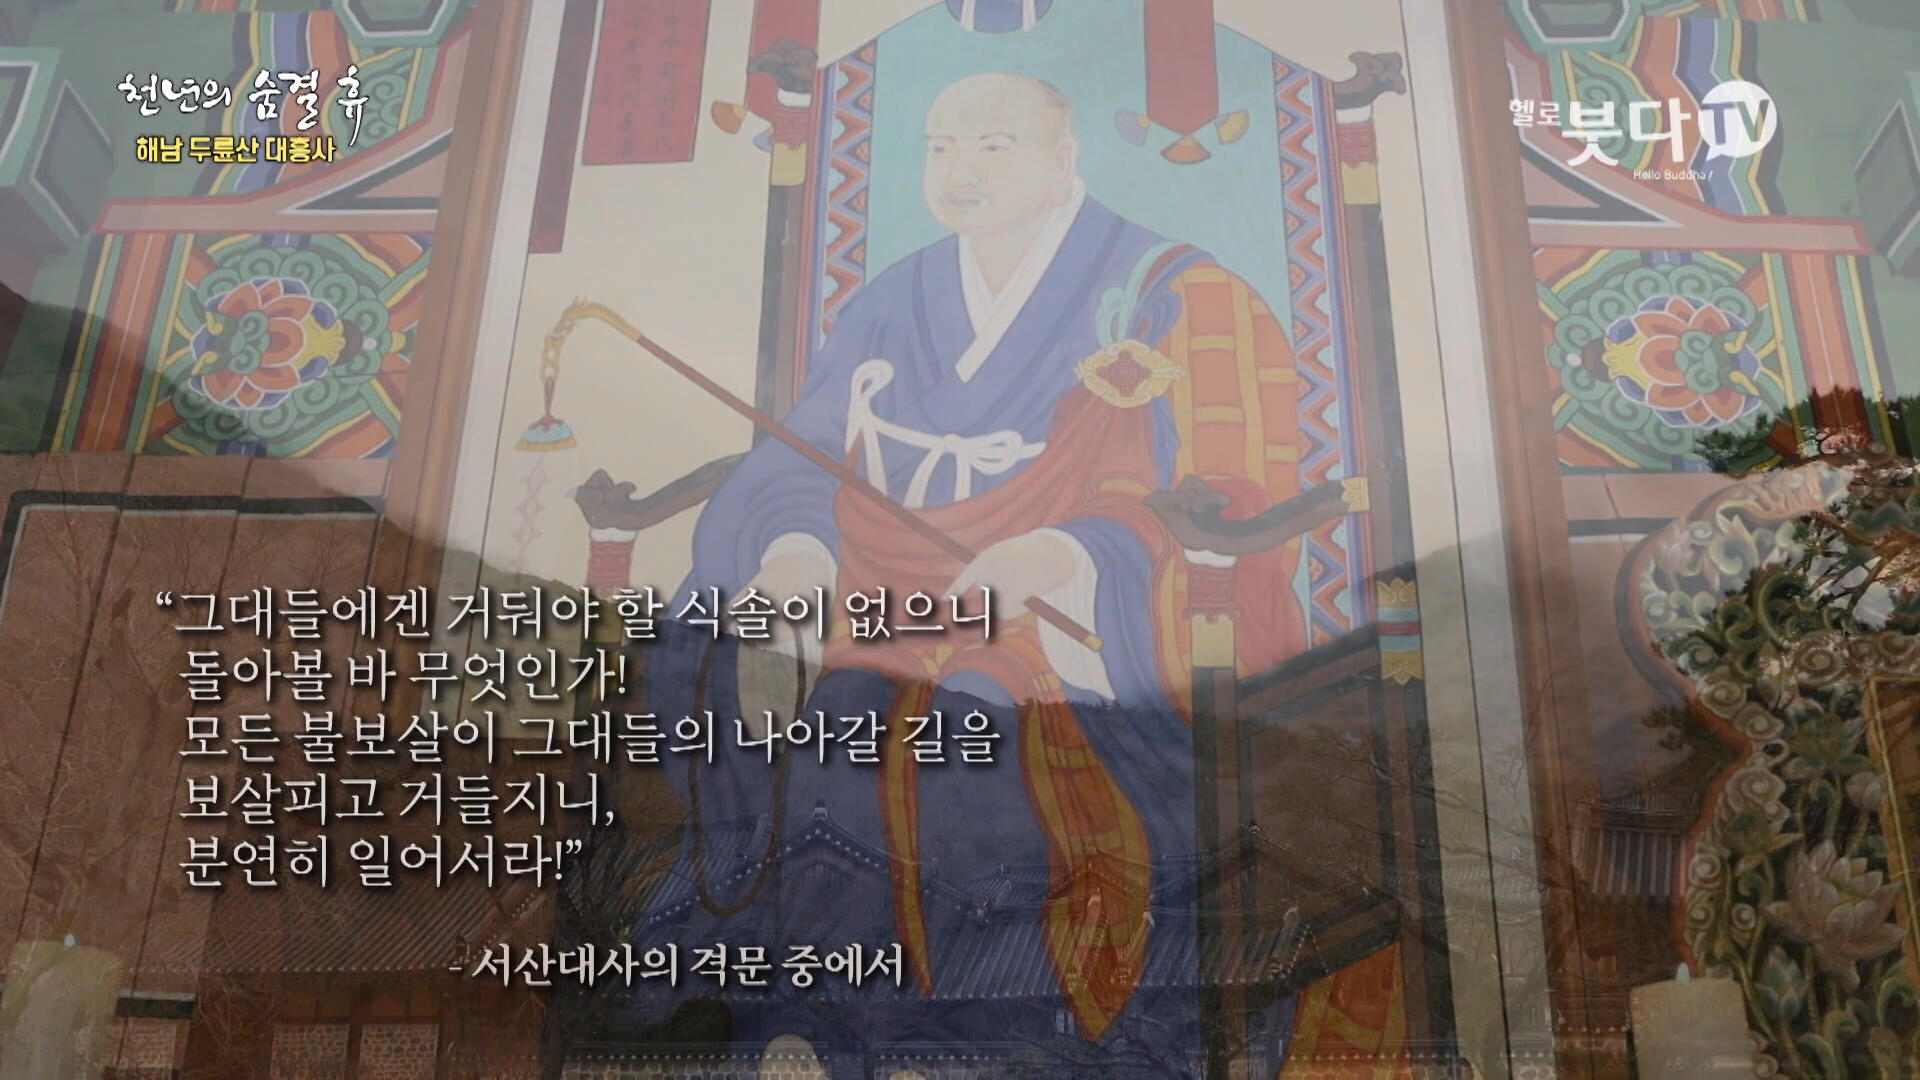 천년의 숨결 휴
해남 두륜산 대흥사
헬로 붓다 TV
Hello Buddha!
“그대들에겐 거둬야 할 식솔이 없으니
돌아볼 바 무엇인가!
모든 불보살이 그대들의 나아갈 길을
보살피고 거들지니,
분연히 일어서라!”
- 서산대사의 격문 중에서